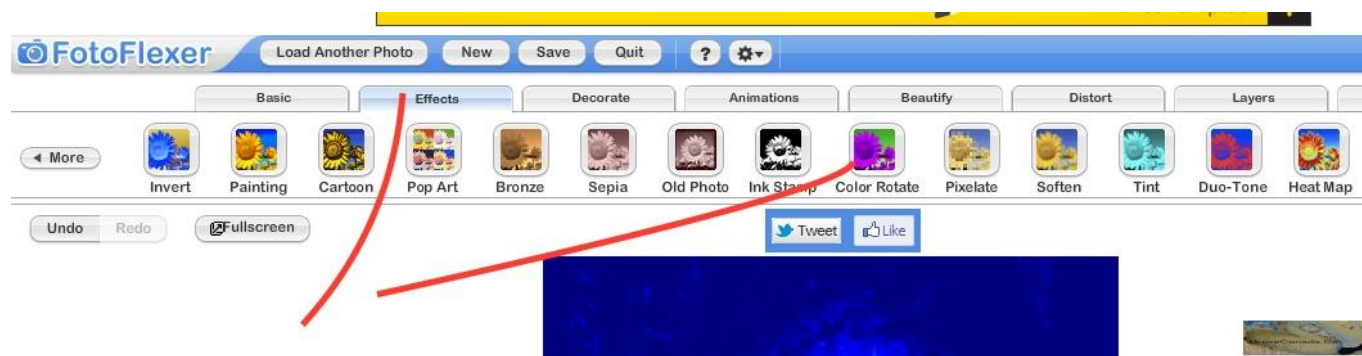 FotoFlexer Load Another Photo New Save Quit ?
Basic Effects Decorate Animations Beautify Distort Layers
More
Invert Painting Cartoon Pop Art Bronze Sepia Old Photo Ink Stamp Color Rotate Pixelate Soften Tint Duo-Tone Heat Map
Undo Redo Fullscreen Tweet Like